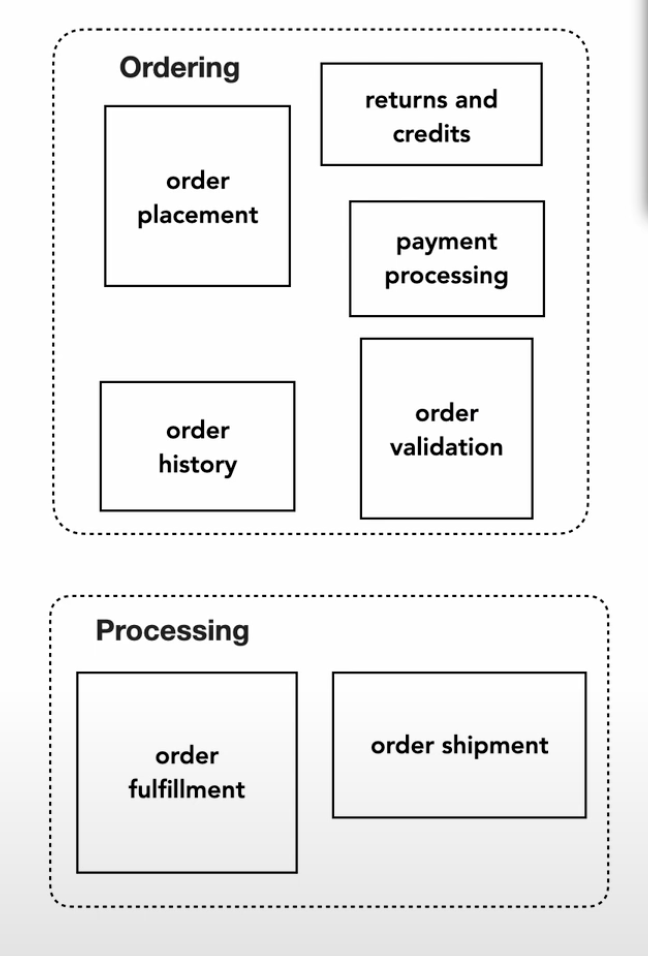 Ordering
returns and
credits
order
placement
payment
processing
order
history
order
validation
Processing
order
fulfillment
order shipment